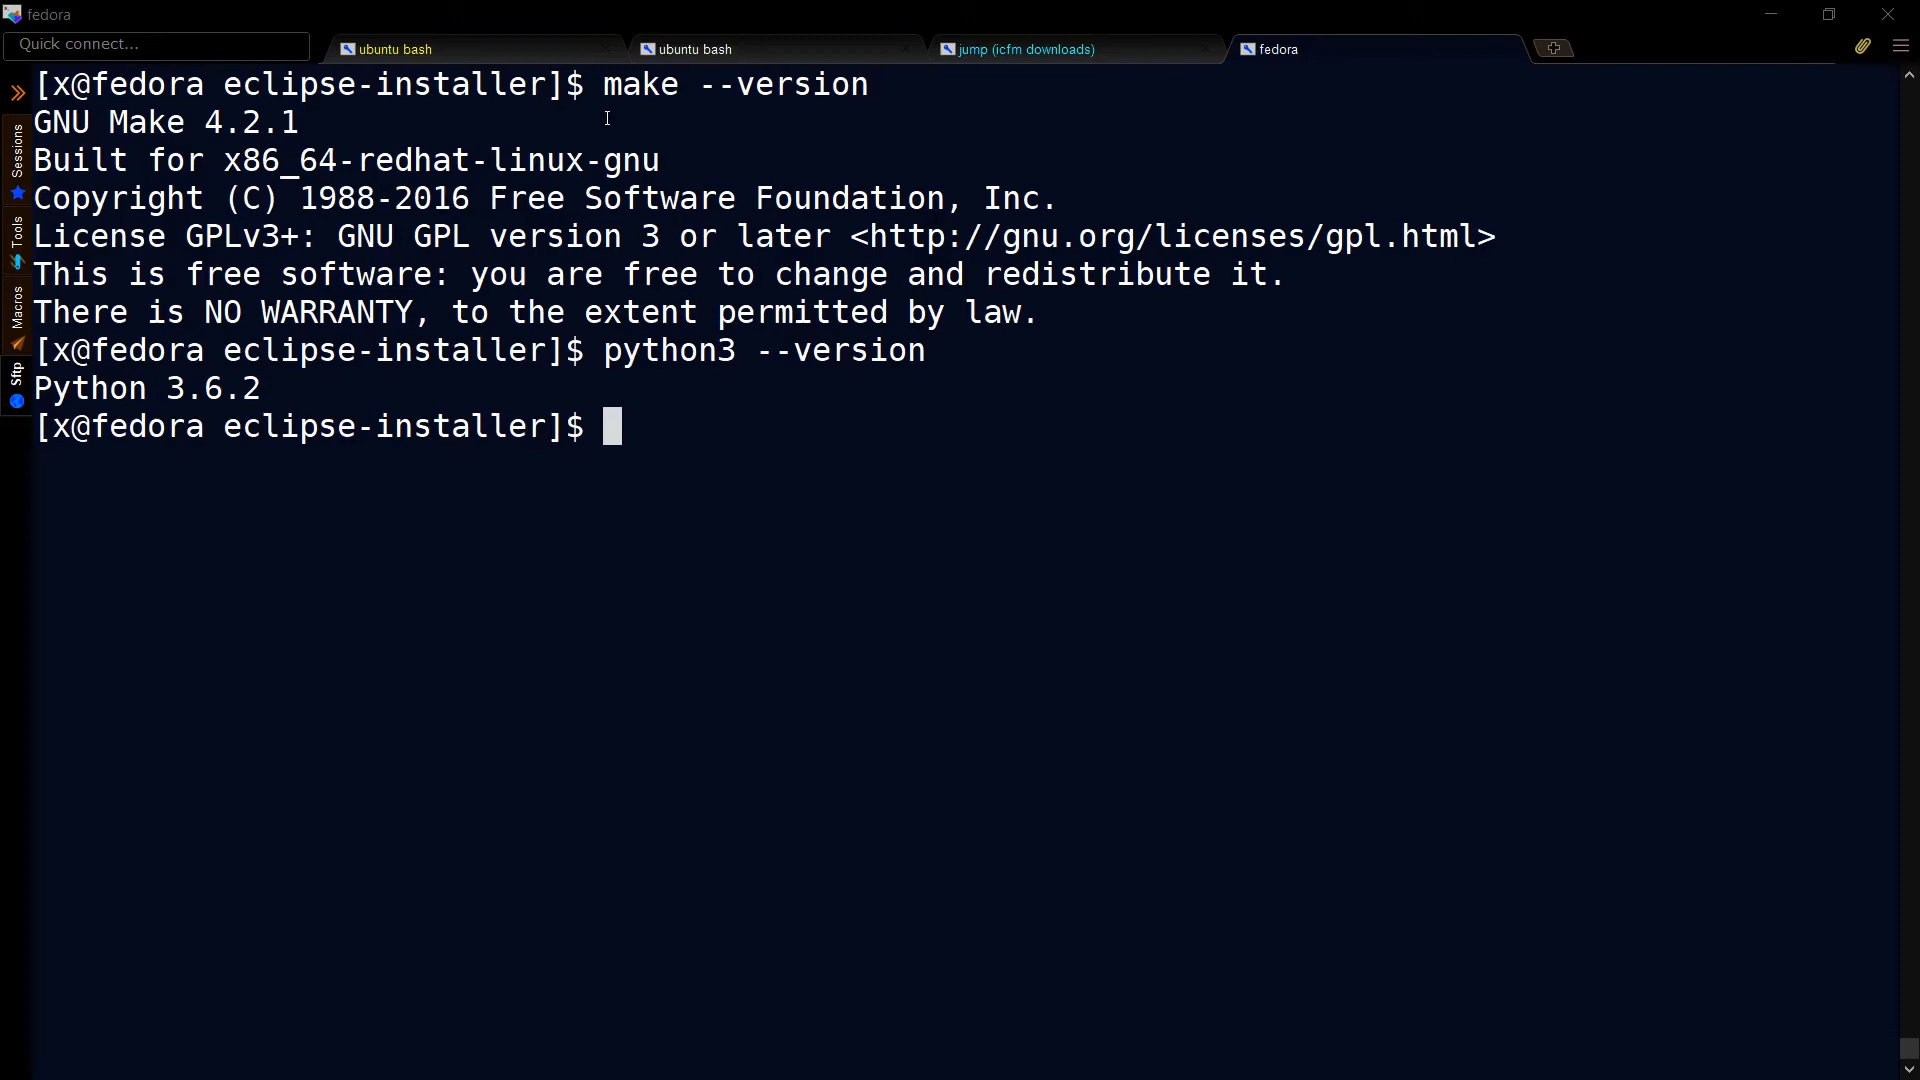 fedora
Quick connect...
ubuntu bash
ubuntu bash
jump (icfm downloads)
fedora
Sessions
Tools
Macros
Sftp
[x@fedora eclipse-installer]$ make --version
GNU Make 4.2.1
Built for x86_64-redhat-linux-gnu
Copyright (C) 1988-2016 Free Software Foundation, Inc.
License GPLv3+: GNU GPL version 3 or later <http://gnu.org/licenses/gpl.html>
This is free software: you are free to change and redistribute it.
There is NO WARRANTY, to the extent permitted by law.
[x@fedora eclipse-installer]$ python3 --version
Python 3.6.2
[x@fedora eclipse-installer]$